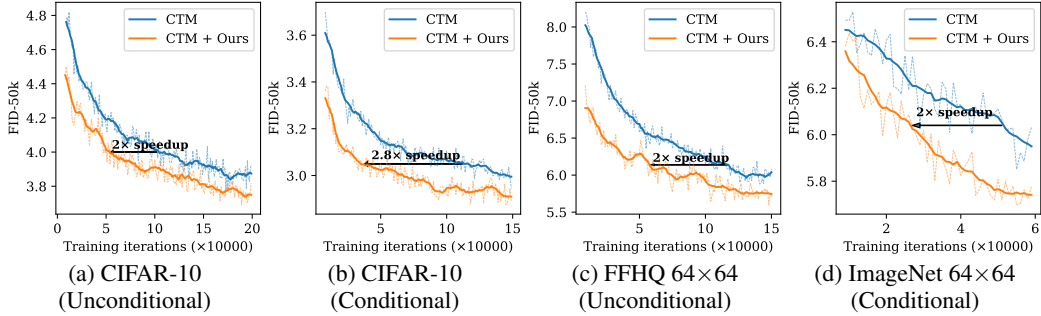 CTM
CTM + Ours
2× speedup
FID-50k
4.8
4.6
4.4
4.2
4.0
3.8
0 5 10 15 20
Training iterations (×10000)
(a) CIFAR-10
(Unconditional)
CTM
CTM + Ours
2.8× speedup
FID-50k
3.6
3.4
3.2
3.0
5 10 15
Training iterations (×10000)
(b) CIFAR-10
(Conditional)
CTM
CTM + Ours
2× speedup
FID-50k
8.0
7.5
7.0
6.5
6.0
5.5
5 10 15
Training iterations (×10000)
(c) FFHQ 64×64
(Unconditional)
CTM
CTM + Ours
2× speedup
FID-50k
6.4
6.2
6.0
5.8
2 4 6
Training iterations (×10000)
(d) ImageNet 64×64
(Conditional)